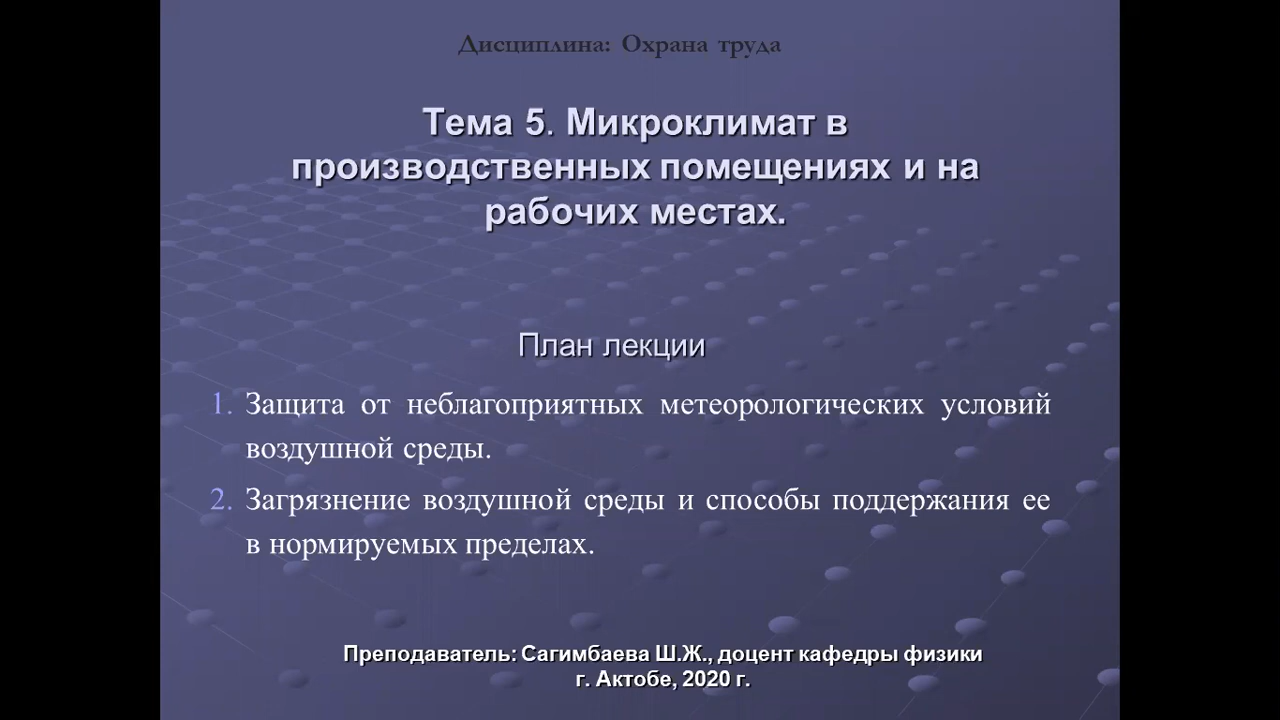 Дисциплина: Охрана труда
Тема 5. Микроклимат в
производственных помещениях и на
рабочих местах.
План лекции
1. Защита от неблагоприятных метеорологических условий
воздушной среды.
2. Загрязнение воздушной среды и способы поддержания ее
в нормируемых пределах.
Преподаватель: Сагимбаева Ш.Ж., доцент кафедры физики
г. Актобе, 2020 г.